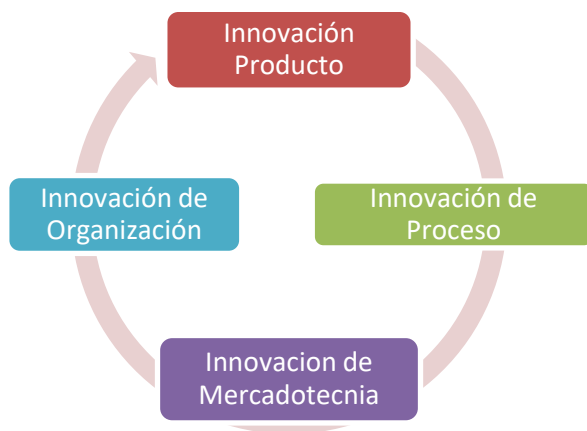 Innovación
Producto
Innovación de
Organización
Innovación de
Proceso
Innovacion de
Mercadotecnia